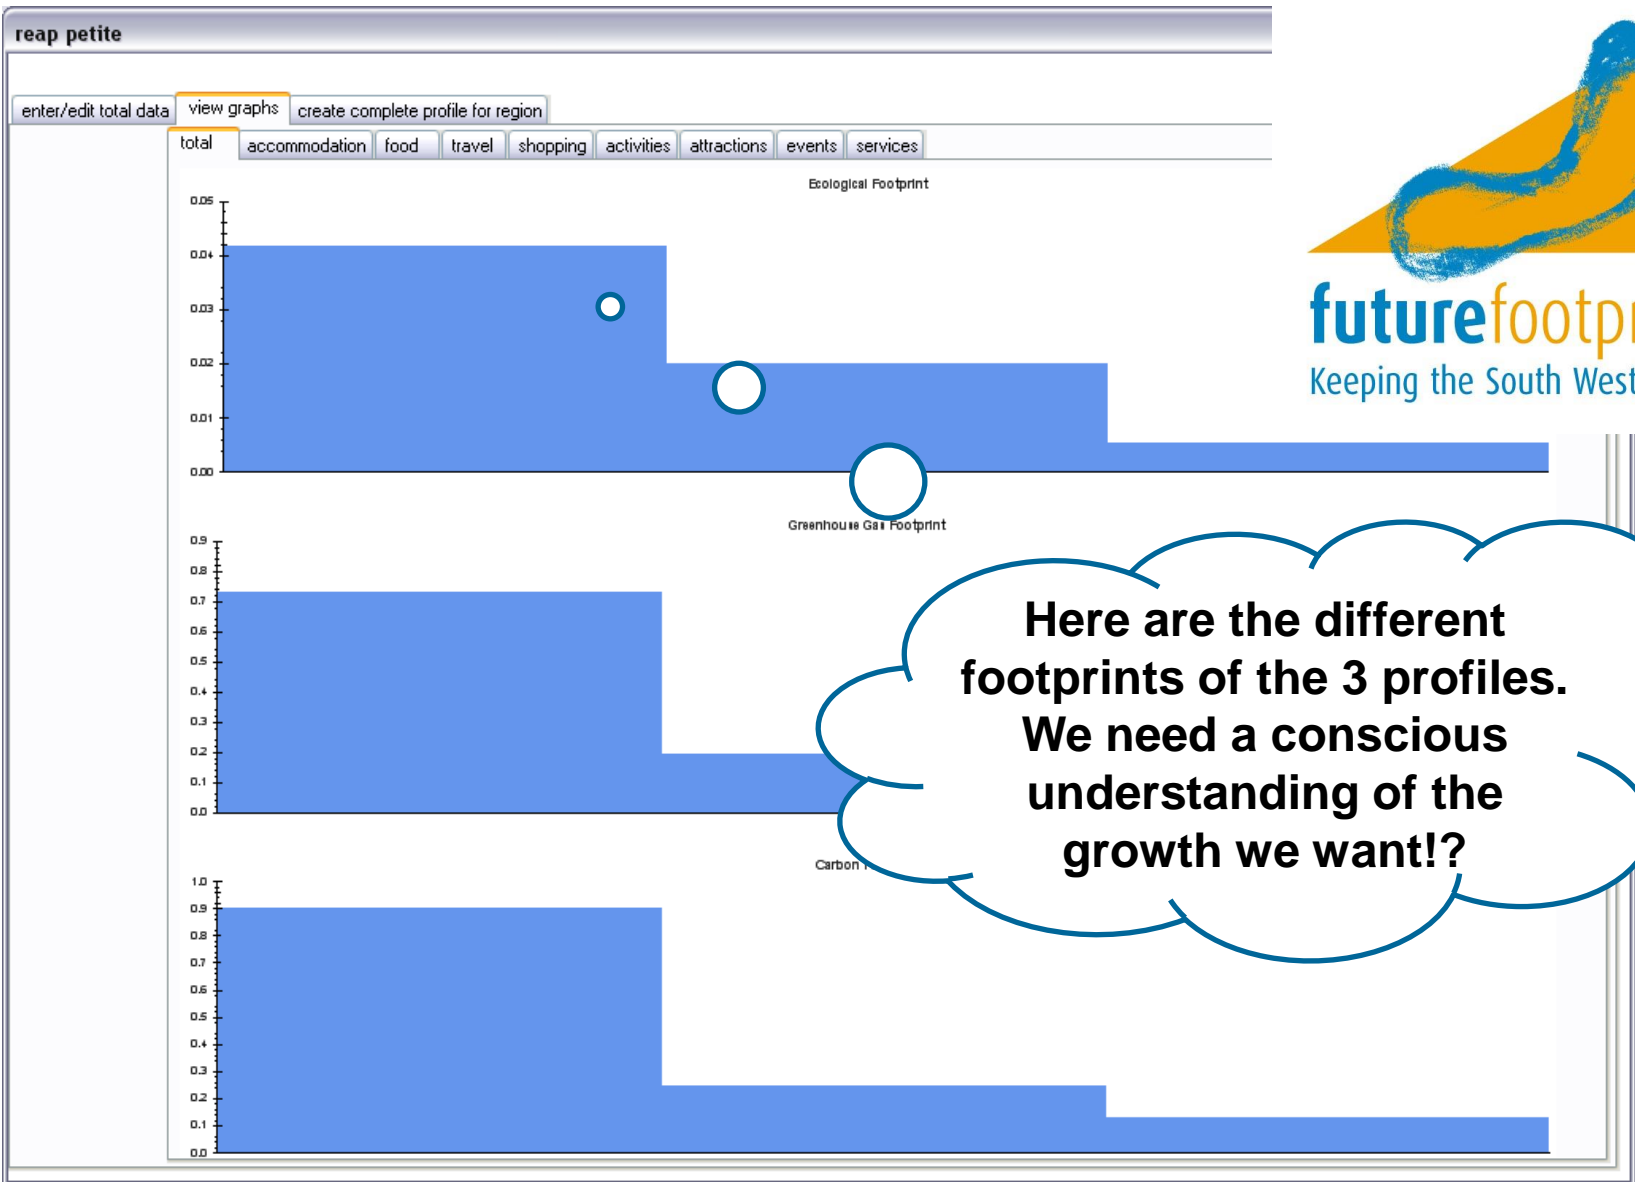 reap petite
enter/edit total data view graphs create complete profile for region
total accommodation food travel shopping activities attractions events services
Ecological Footprint
0.05
0.04
0.03
0.02
0.01
0.00
futurefootpr
Keeping the South West
Greenhouse Gas Footprint
0.9
0.8
0.7
0.6
0.5
0.4
0.3
0.2
0.1
0.0
Here are the different
footprints of the 3 profiles.
We need a conscious
understanding of the
growth we want!?
Carbon
1.0
0.9
0.8
0.7
0.6
0.5
0.4
0.3
0.2
0.1
0.0